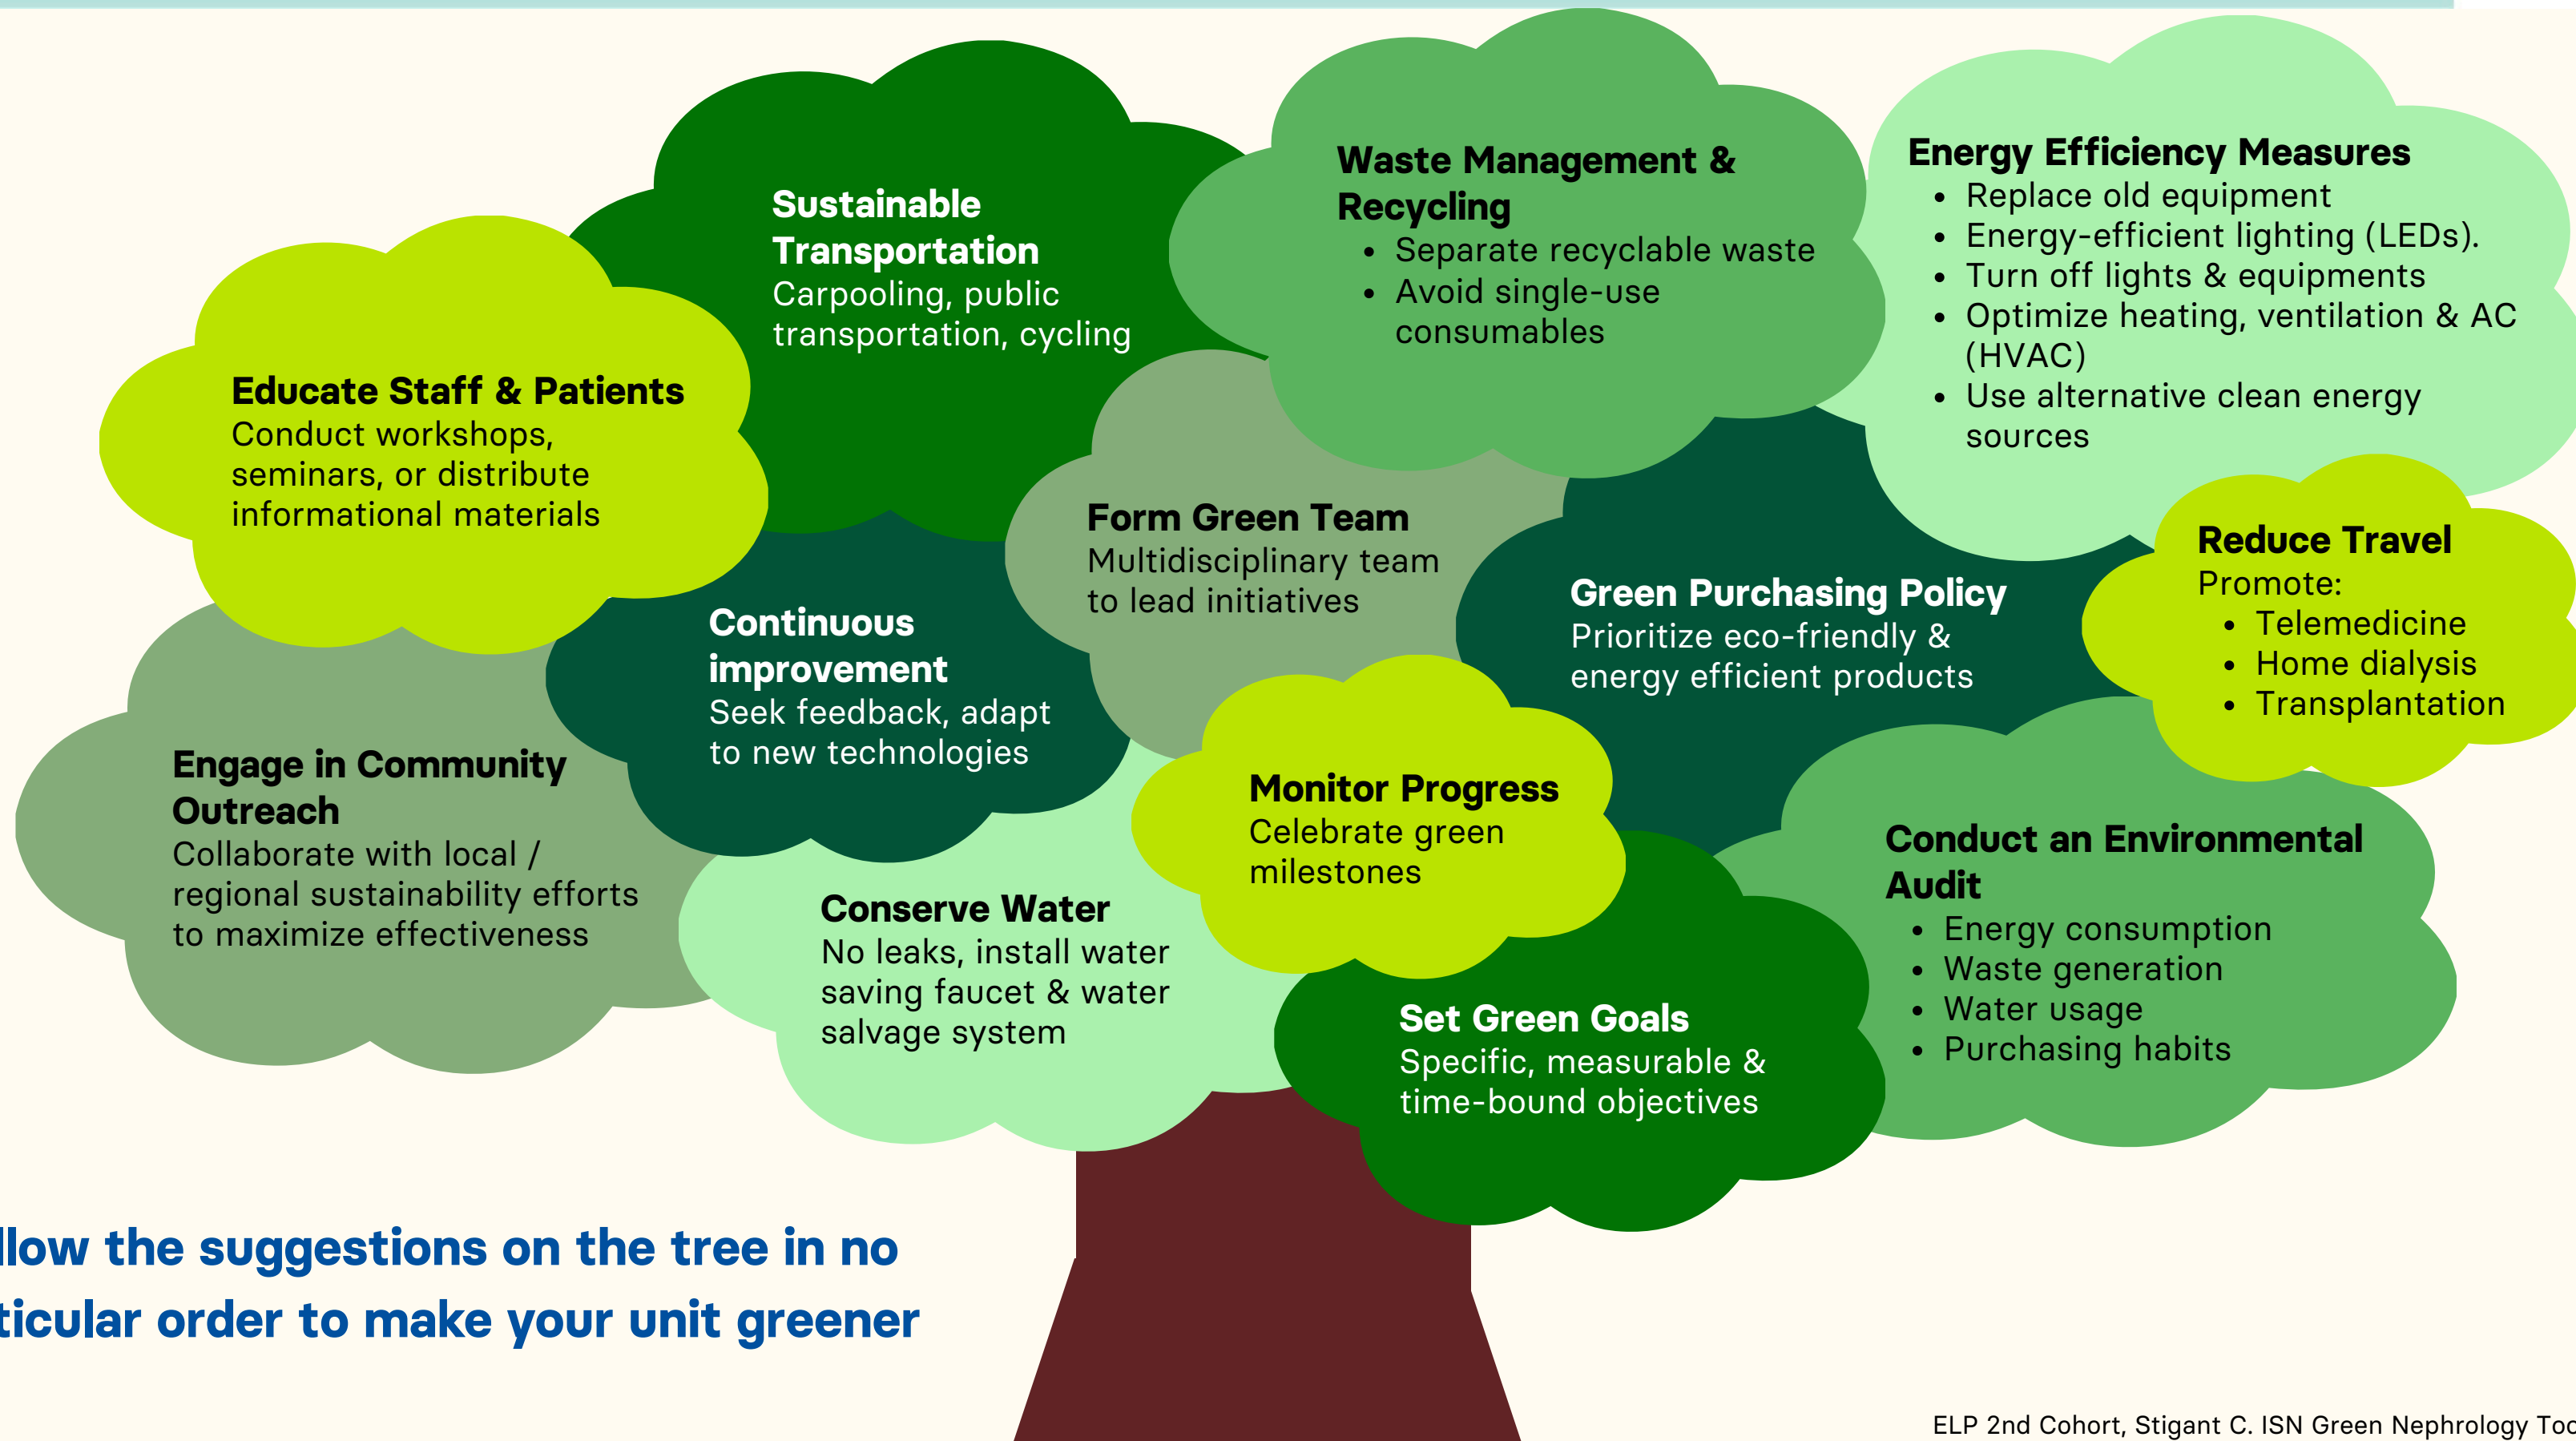 Sustainable
Transportation
Carpooling, public
transportation, cycling
Waste Management &
Recycling
• Separate recyclable waste
• Avoid single-use
consumables
Energy Efficiency Measures
• Replace old equipment
• Energy-efficient lighting (LEDs).
• Turn off lights & equipments
• Optimize heating, ventilation & AC
(HVAC)
• Use alternative clean energy
sources
Educate Staff & Patients
Conduct workshops,
seminars, or distribute
informational materials
Form Green Team
Multidisciplinary team
to lead initiatives
Green Purchasing Policy
Prioritize eco-friendly &
energy efficient products
Reduce Travel
Promote:
• Telemedicine
• Home dialysis
• Transplantation
Continuous
improvement
Seek feedback, adapt
to new technologies
Engage in Community
Outreach
Collaborate with local /
regional sustainability efforts
to maximize effectiveness
Monitor Progress
Celebrate green
milestones
Conduct an Environmental
Audit
• Energy consumption
• Waste generation
• Water usage
• Purchasing habits
Conserve Water
No leaks, install water
saving faucet & water
salvage system
Set Green Goals
Specific, measurable &
time-bound objectives
llow the suggestions on the tree in no
ticular order to make your unit greener
ELP 2nd Cohort, Stigant C. ISN Green Nephrology Too